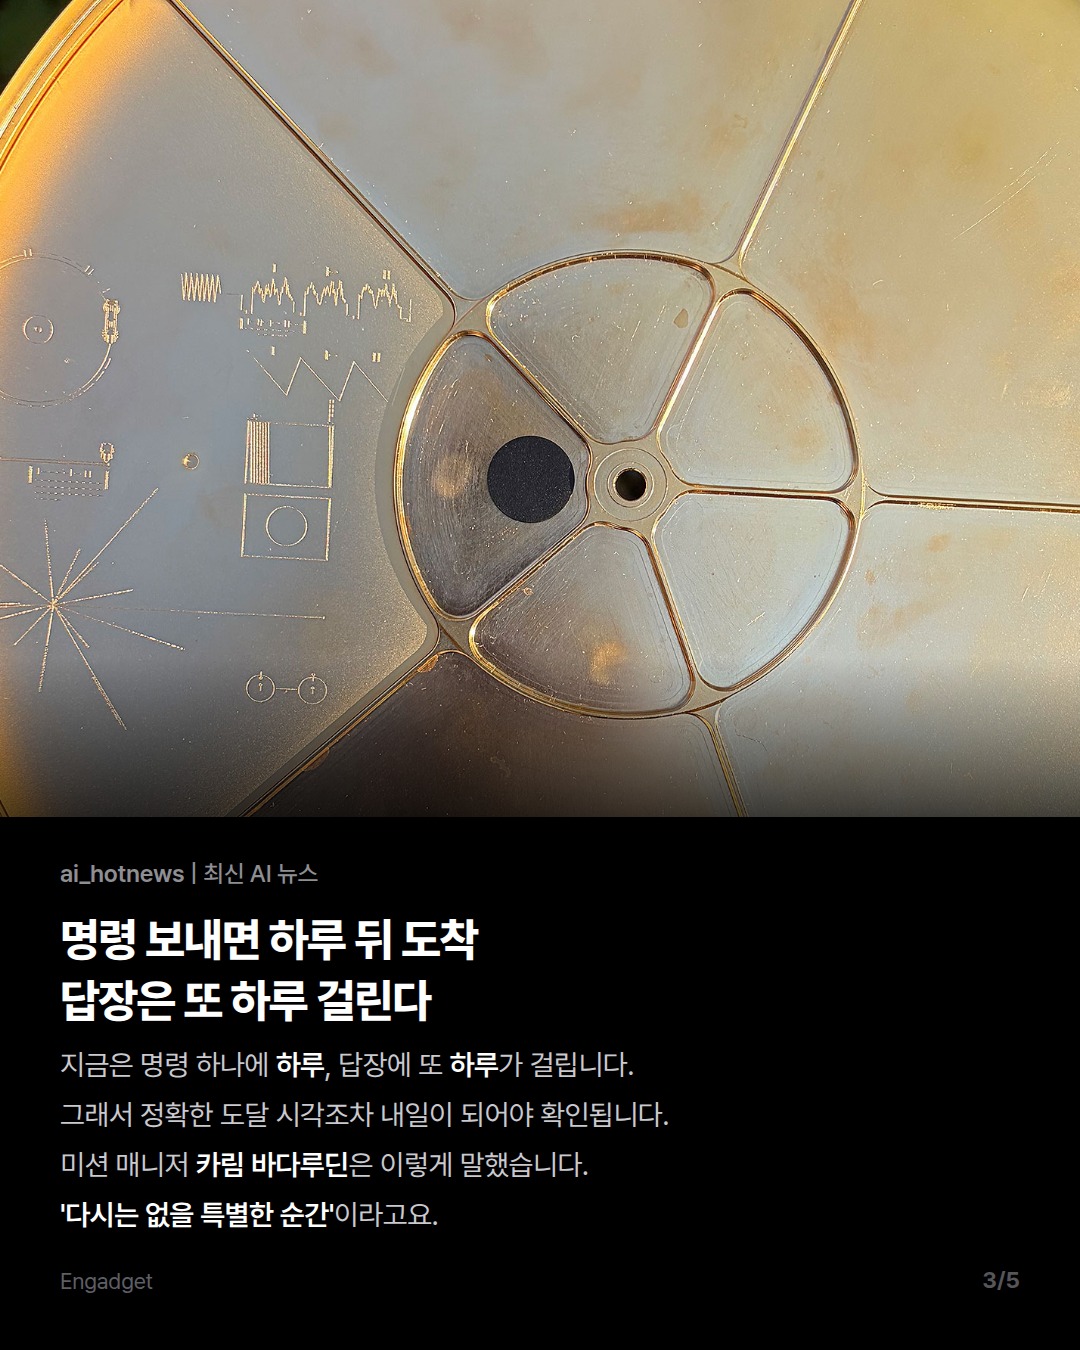 ai_hotnews | 최신 AI 뉴스
명령 보내면 하루 뒤 도착
답장은 또 하루 걸린다
지금은 명령 하나에 하루, 답장에 또 하루가 걸립니다.
그래서 정확한 도달 시각조차 내일이 되어야 확인됩니다.
미션 매니저 카림 바다루딘은 이렇게 말했습니다.
'다시는 없을 특별한 순간'이라고요.
Engadget
3/5